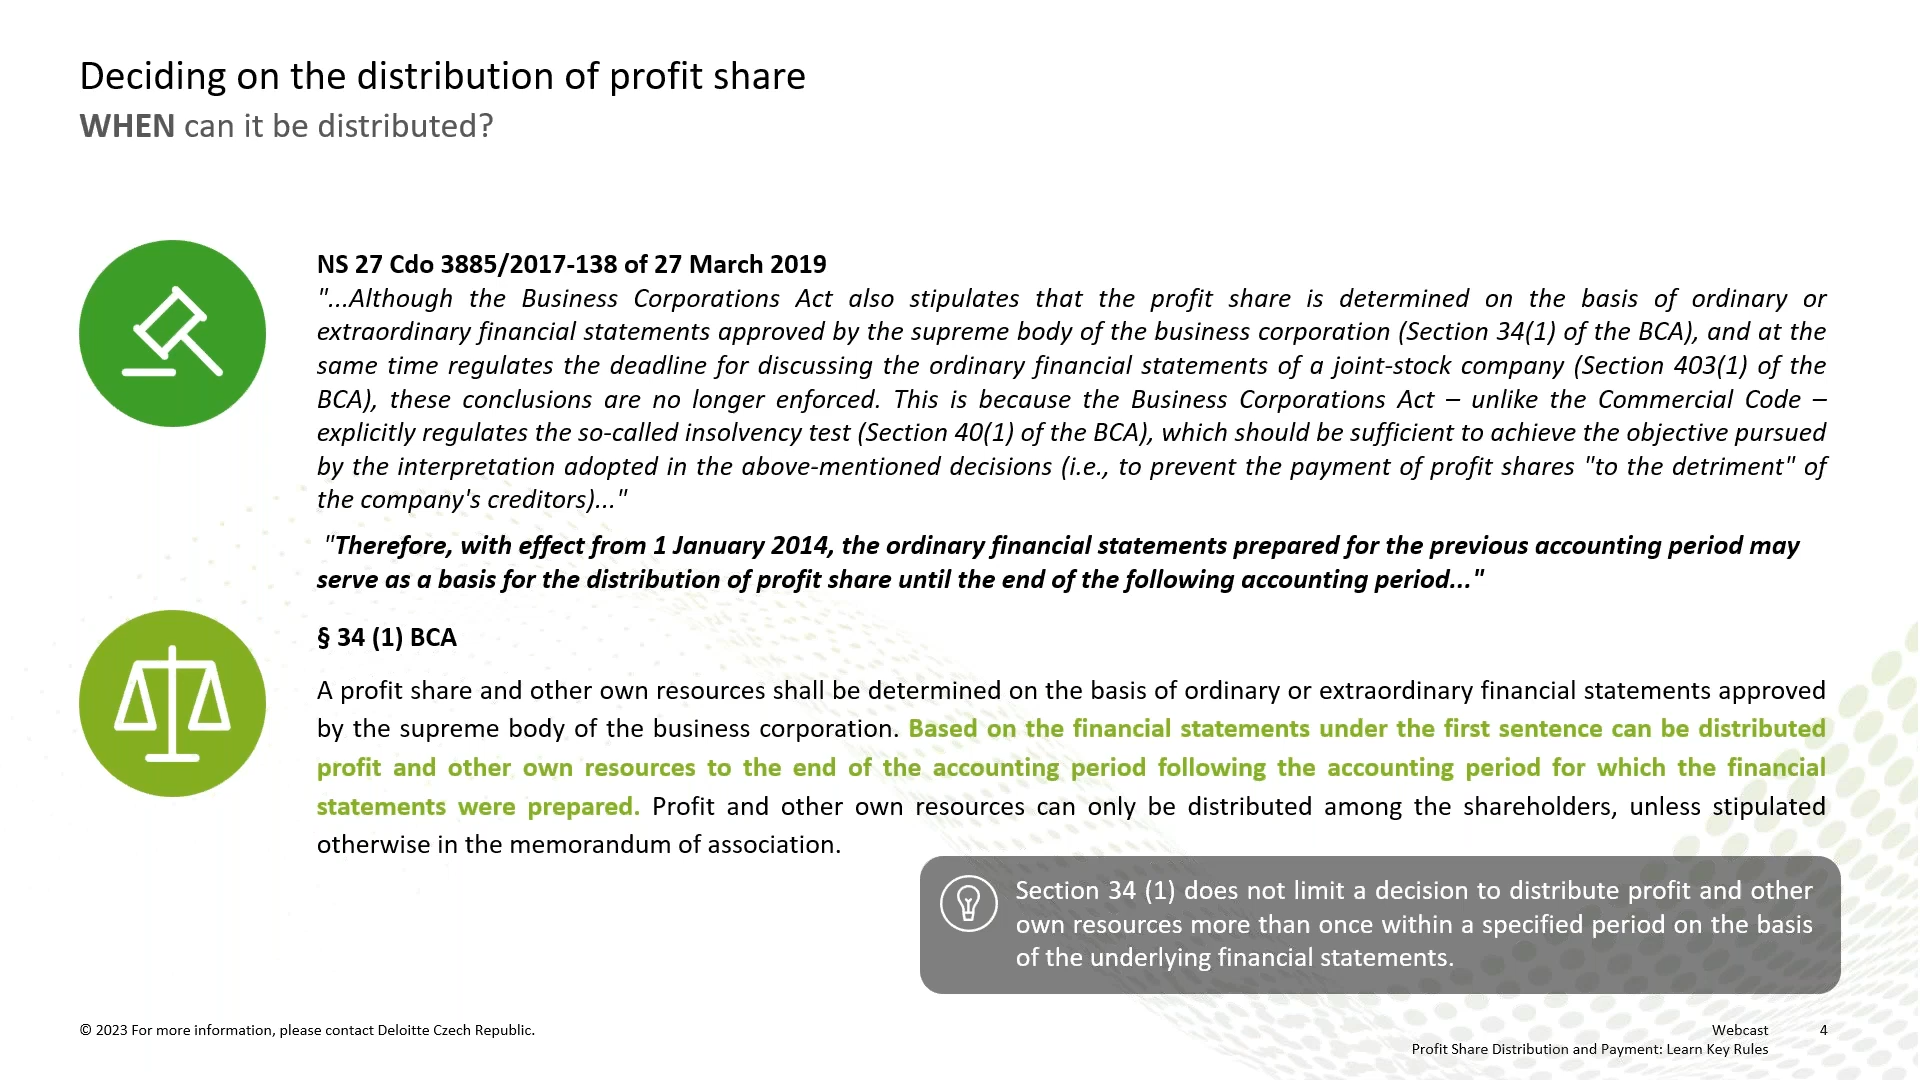 Deciding on the distribution of profit share
WHEN can it be distributed?
NS 27 Cdo 3885/2017-138 of 27 March 2019
"...Although the Business Corporations Act also stipulates that the profit share is determined on the basis of ordinary or
extraordinary financial statements approved by the supreme body of the business corporation (Section 34(1) of the BCA), and at the
same time regulates the deadline for discussing the ordinary financial statements of a joint-stock company (Section 403(1) of the
BCA), these conclusions are no longer enforced. This is because the Business Corporations Act – unlike the Commercial Code –
explicitly regulates the so-called insolvency test (Section 40(1) of the BCA), which should be sufficient to achieve the objective pursued
by the interpretation adopted in the above-mentioned decisions (i.e., to prevent the payment of profit shares "to the detriment" of
the company's creditors)..."
"Therefore, with effect from 1 January 2014, the ordinary financial statements prepared for the previous accounting period may
serve as a basis for the distribution of profit share until the end of the following accounting period..."
§ 34 (1) BCA
A profit share and other own resources shall be determined on the basis of ordinary or extraordinary financial statements approved
by the supreme body of the business corporation. Based on the financial statements under the first sentence can be distributed
profit and other own resources to the end of the accounting period following the accounting period for which the financial
statements were prepared. Profit and other own resources can only be distributed among the shareholders, unless stipulated
otherwise in the memorandum of association.
Section 34 (1) does not limit a decision to distribute profit and other
own resources more than once within a specified period on the basis
of the underlying financial statements.
© 2023 For more information, please contact Deloitte Czech Republic.
Webcast 4
Profit Share Distribution and Payment: Learn Key Rules